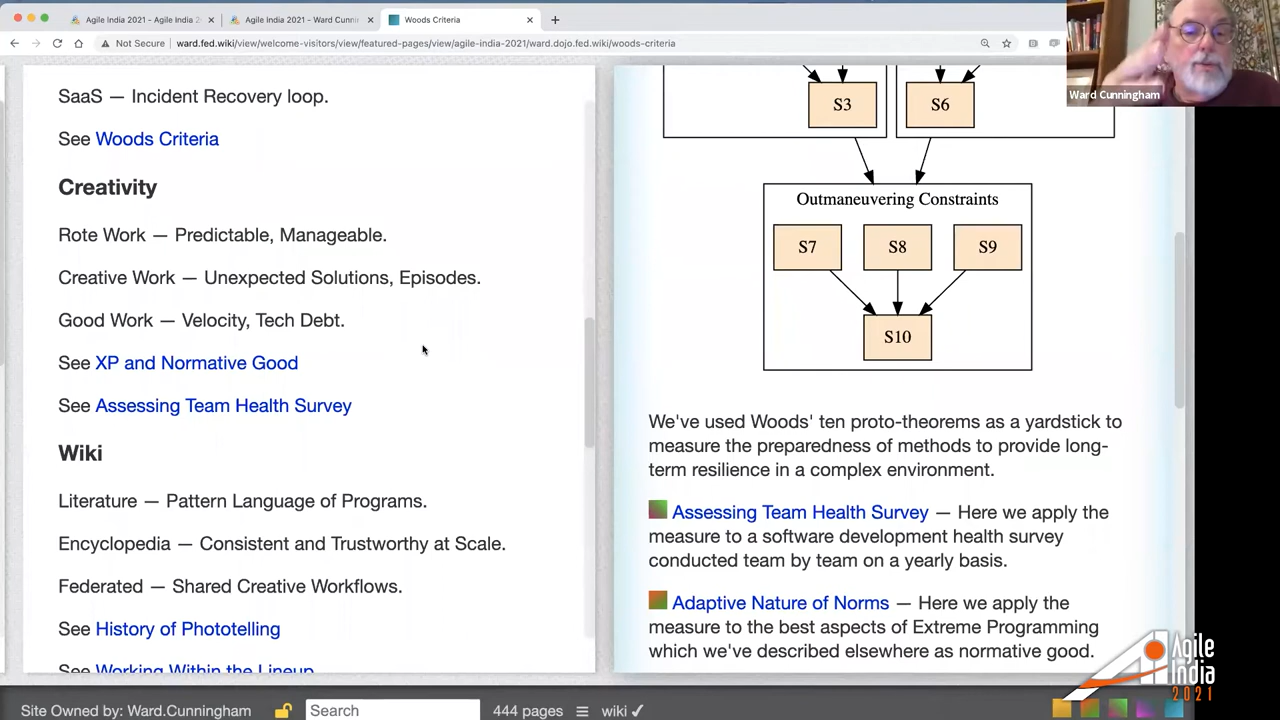 Agile India 2021 - Agile India 2
Agile India 2021 - Ward Cunnin
Woods Criteria
Not Secure
ward.fed.wiki/view/welcome-visitors/view/featured-pages/view/agile-india-2021/ward.dojo.fed.wiki/woods-criteria
Ward Cunningham
SaaS — Incident Recovery loop.
See Woods Criteria
Creativity
Rote Work — Predictable, Manageable.
Creative Work — Unexpected Solutions, Episodes.
Good Work — Velocity, Tech Debt.
See XP and Normative Good
See Assessing Team Health Survey
Wiki
Literature — Pattern Language of Programs.
Encyclopedia — Consistent and Trustworthy at Scale.
Federated — Shared Creative Workflows.
See History of Phototelling
See Working Within the Lineup
S3
S6
Outmaneuvering Constraints
S7
S8
S9
S10
We've used Woods' ten proto-theorems as a yardstick to
measure the preparedness of methods to provide long-
term resilience in a complex environment.
Assessing Team Health Survey — Here we apply the
measure to a software development health survey
conducted team by team on a yearly basis.
Adaptive Nature of Norms — Here we apply the
measure to the best aspects of Extreme Programming
which we've described elsewhere as normative good.
Agile
India
2021
Site Owned by: Ward.Cunningham
Search
444 pages
wiki ✓